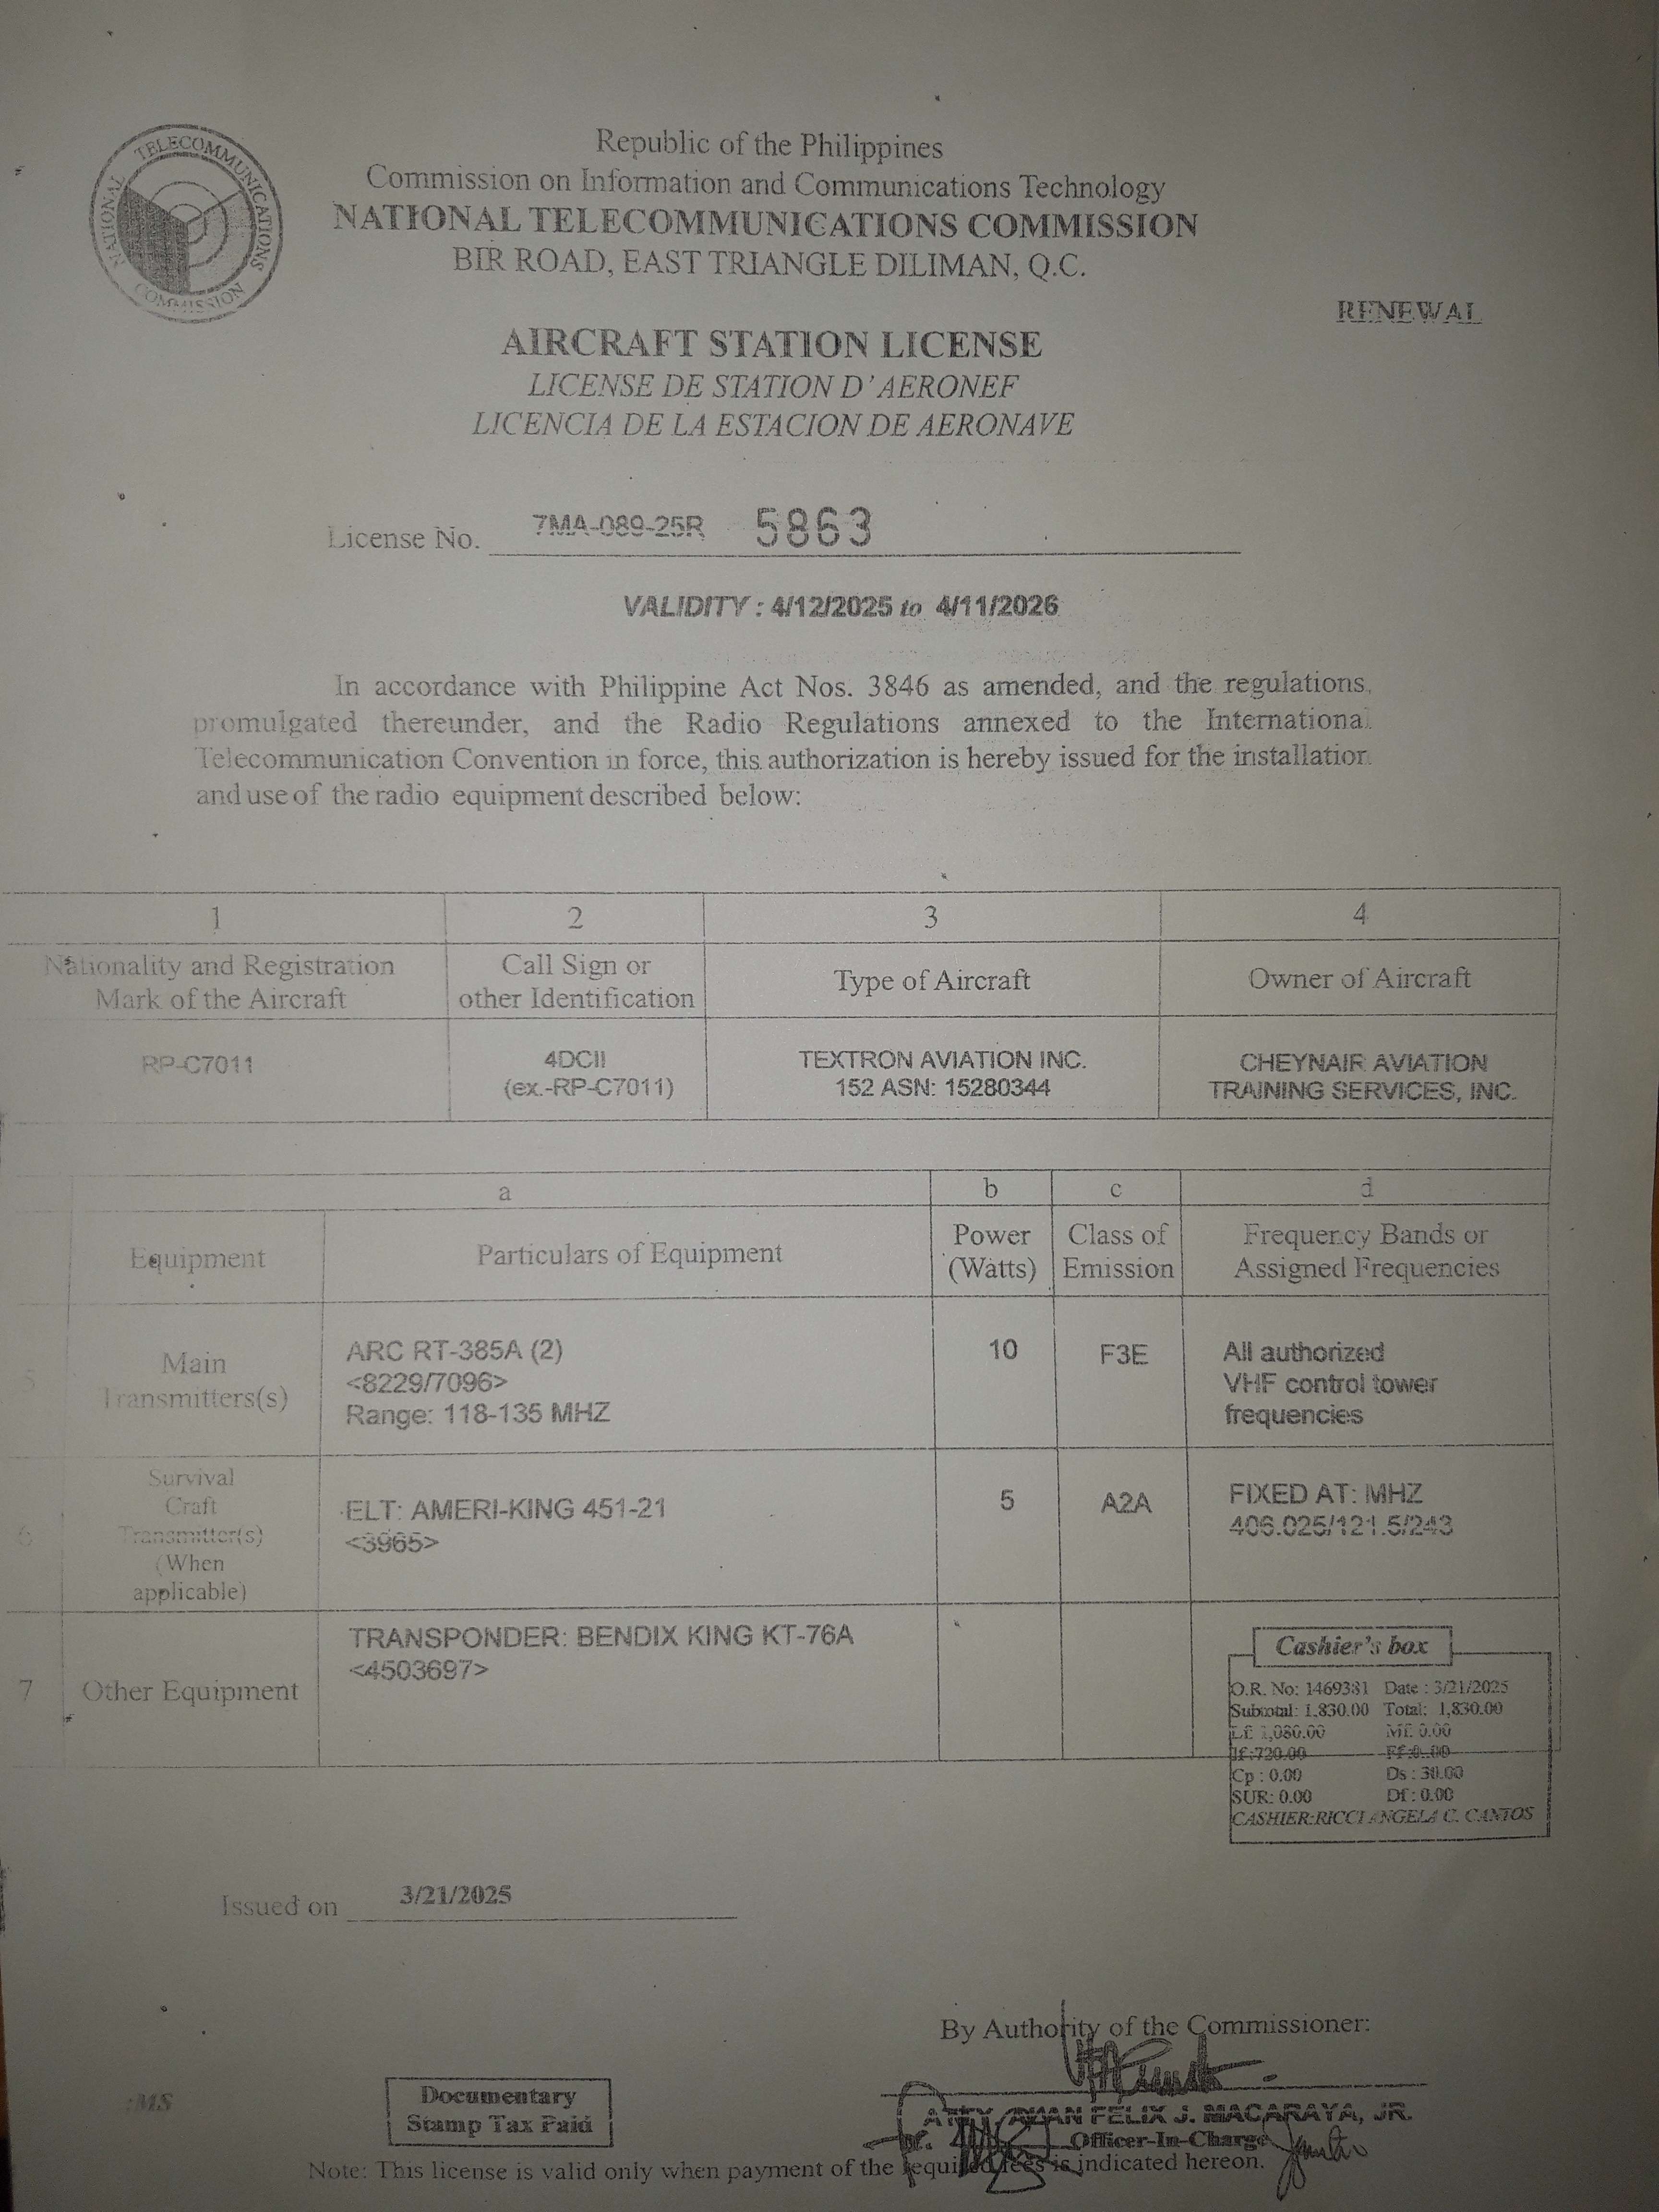 NATIONAL TELECOMMUNICATIONS COMMISSION
Republic of the Philippines
Commission on Information and Communications Technology
NATIONAL TELECOMMUNICATIONS COMMISSION
BIR ROAD, EAST TRIANGLE DILIMAN, Q.C.
RENEWAL
AIRCRAFT STATION LICENSE
LICENSE DE STATION D'AERONEF
LICENCIA DE LA ESTACION DE AERONAVE
License No. 7MA-089-25R 5863
VALIDITY : 4/12/2025 to 4/11/2026
In accordance with Philippine Act Nos. 3846 as amended, and the regulations,
promulgated thereunder, and the Radio Regulations annexed to the International
Telecommunication Convention in force, this authorization is hereby issued for the installation
and use of the radio equipment described below:
1 2 3 4
Nationality and Registration
Mark of the Aircraft
Call Sign or
other Identification
Type of Aircraft
Owner of Aircraft
RP-C7011
4DCII
(ex.-RP-C7011)
TEXTRON AVIATION INC.
152 ASN: 15280344
CHEYNAIR AVIATION
TRAINING SERVICES, INC.
a b c d
Equipment
Particulars of Equipment
Power
(Watts)
Class of
Emission
Frequency Bands or
Assigned Frequencies
5
Main
Transmitters(s)
ARC RT-385A (2)
<8229/7096>
Range: 118-135 MHZ
10
F3E
All authorized
VHF control tower
frequencies
6
Survival
Craft
Transmitter(s)
(When
applicable)
ELT: AMERI-KING 451-21
<3965>
5
A2A
FIXED AT: MHZ
406.025/121.5/243
7
Other Equipment
TRANSPONDER: BENDIX KING KT-76A
<4503697>
Cashier's box
O.R. No: 1469381 Date : 3/21/2025
Subtotal: 1,830.00 Total: 1,830.00
Lf: 1,080.00 Mf: 0.00
If:720.00 Ff:0.00
Cp : 0.00 Ds : 30.00
SUR: 0.00 Df : 0.00
CASHIER:RICCI ANGELA C. CANTOS
Issued on 3/21/2025
By Authority of the Commissioner:
:MS
Documentary
Stamp Tax Paid
FELIX J. MACARAYA, JR.
Officer-In-Charge
Note: This license is valid only when payment of the required fees is indicated hereon.